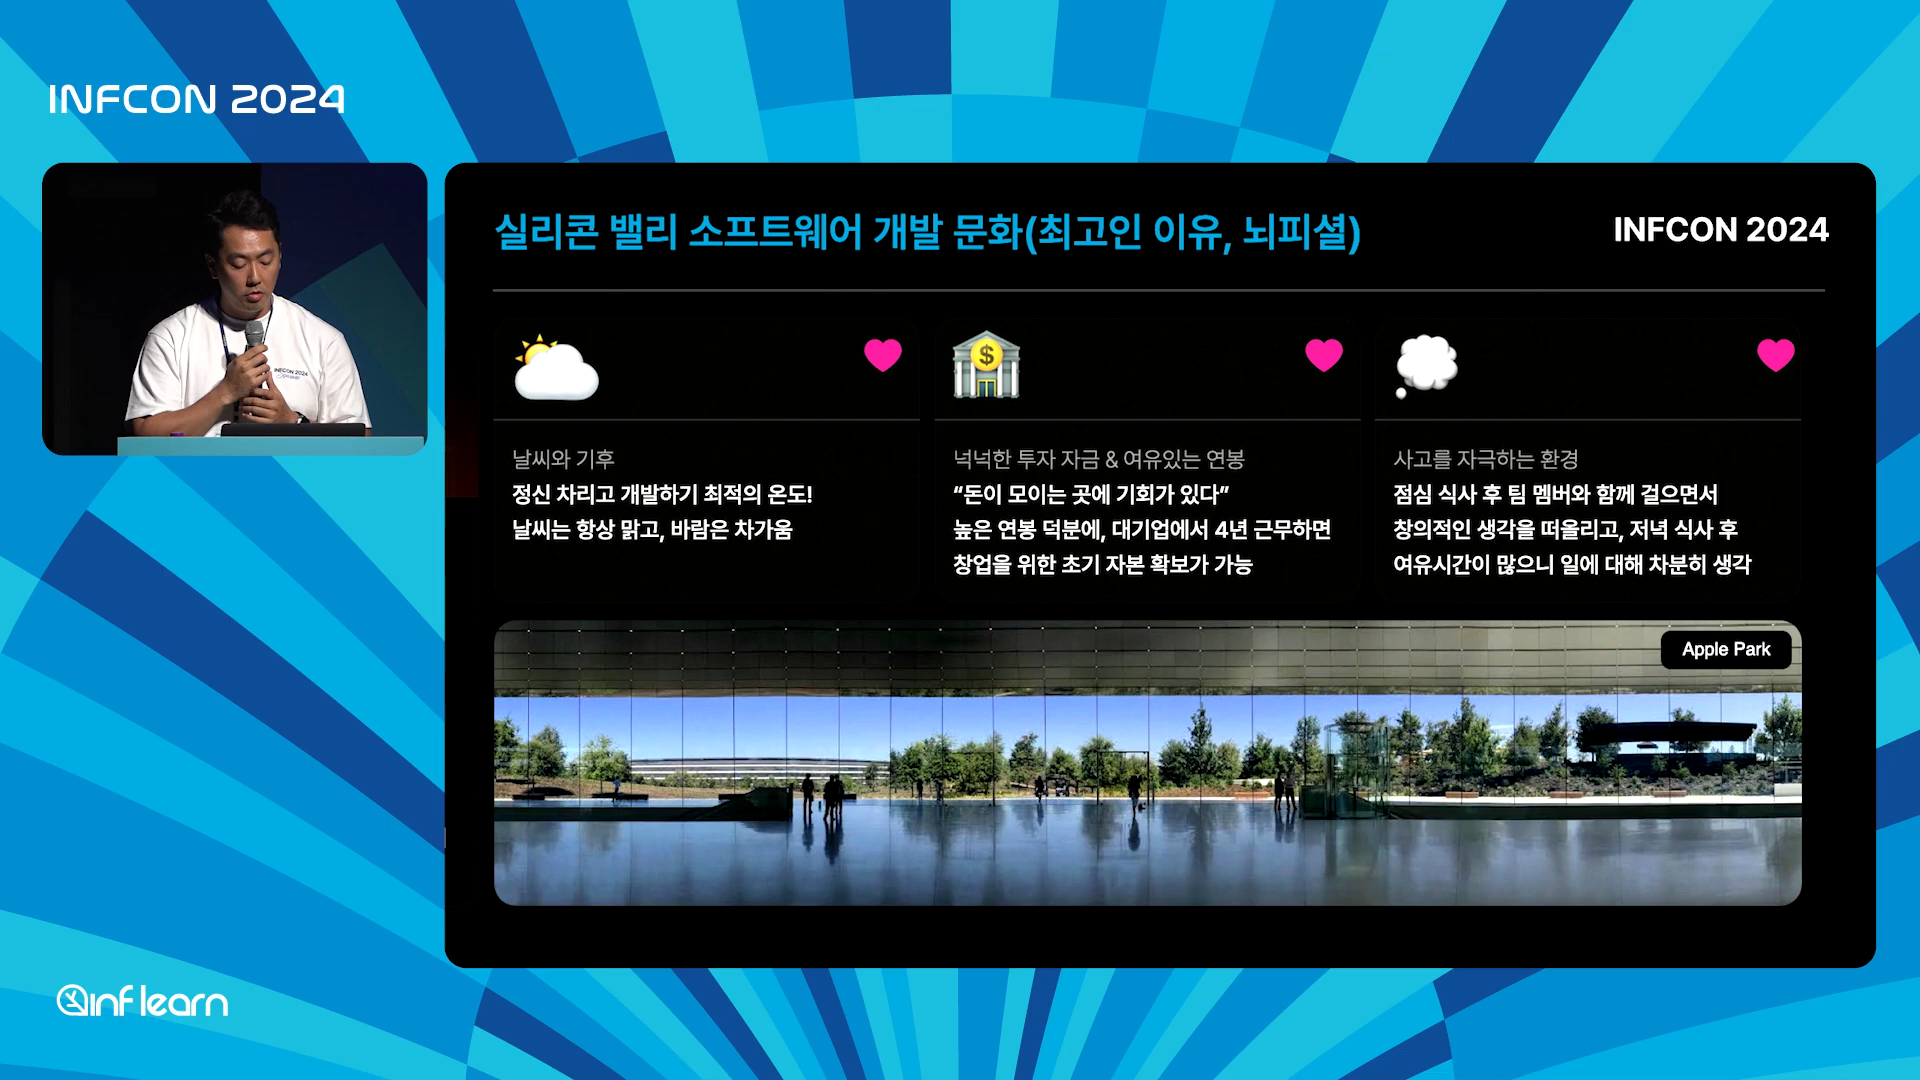 INFCON 2024
INFCON 2024
Speaker
실리콘 밸리 소프트웨어 개발 문화(최고인 이유, 뇌피셜)
INFCON 2024
날씨와 기후
정신 차리고 개발하기 최적의 온도!
날씨는 항상 맑고, 바람은 차가움
$
넉넉한 투자 자금 & 여유있는 연봉
“돈이 모이는 곳에 기회가 있다”
높은 연봉 덕분에, 대기업에서 4년 근무하면
창업을 위한 초기 자본 확보가 가능
사고를 자극하는 환경
점심 식사 후 팀 멤버와 함께 걸으면서
창의적인 생각을 떠올리고, 저녁 식사 후
여유시간이 많으니 일에 대해 차분히 생각
Apple Park
inflearn